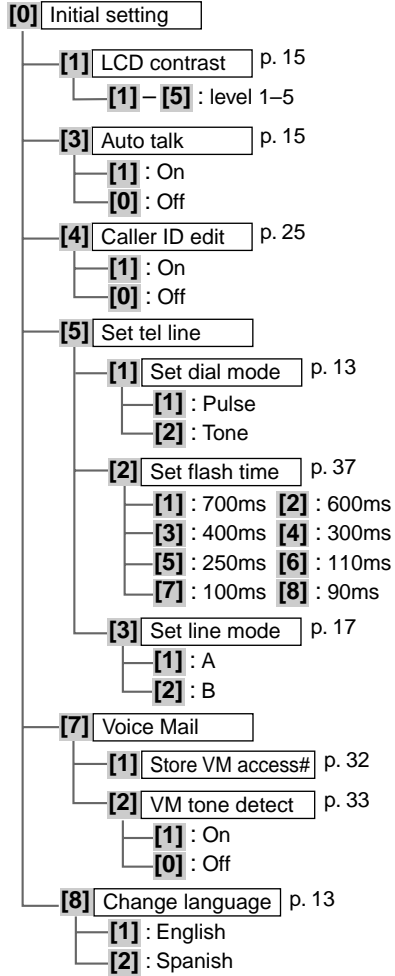 [0] Initial setting
[1] LCD contrast p. 15
[1] – [5] : level 1–5
[3] Auto talk p. 15
[1] : On
[0] : Off
[4] Caller ID edit p. 25
[1] : On
[0] : Off
[5] Set tel line
[1] Set dial mode p. 13
[1] : Pulse
[2] : Tone
[2] Set flash time p. 37
[1] : 700ms [2] : 600ms
[3] : 400ms [4] : 300ms
[5] : 250ms [6] : 110ms
[7] : 100ms [8] : 90ms
[3] Set line mode p. 17
[1] : A
[2] : B
[7] Voice Mail
[1] Store VM access# p. 32
[2] VM tone detect p. 33
[1] : On
[0] : Off
[8] Change language p. 13
[1] : English
[2] : Spanish